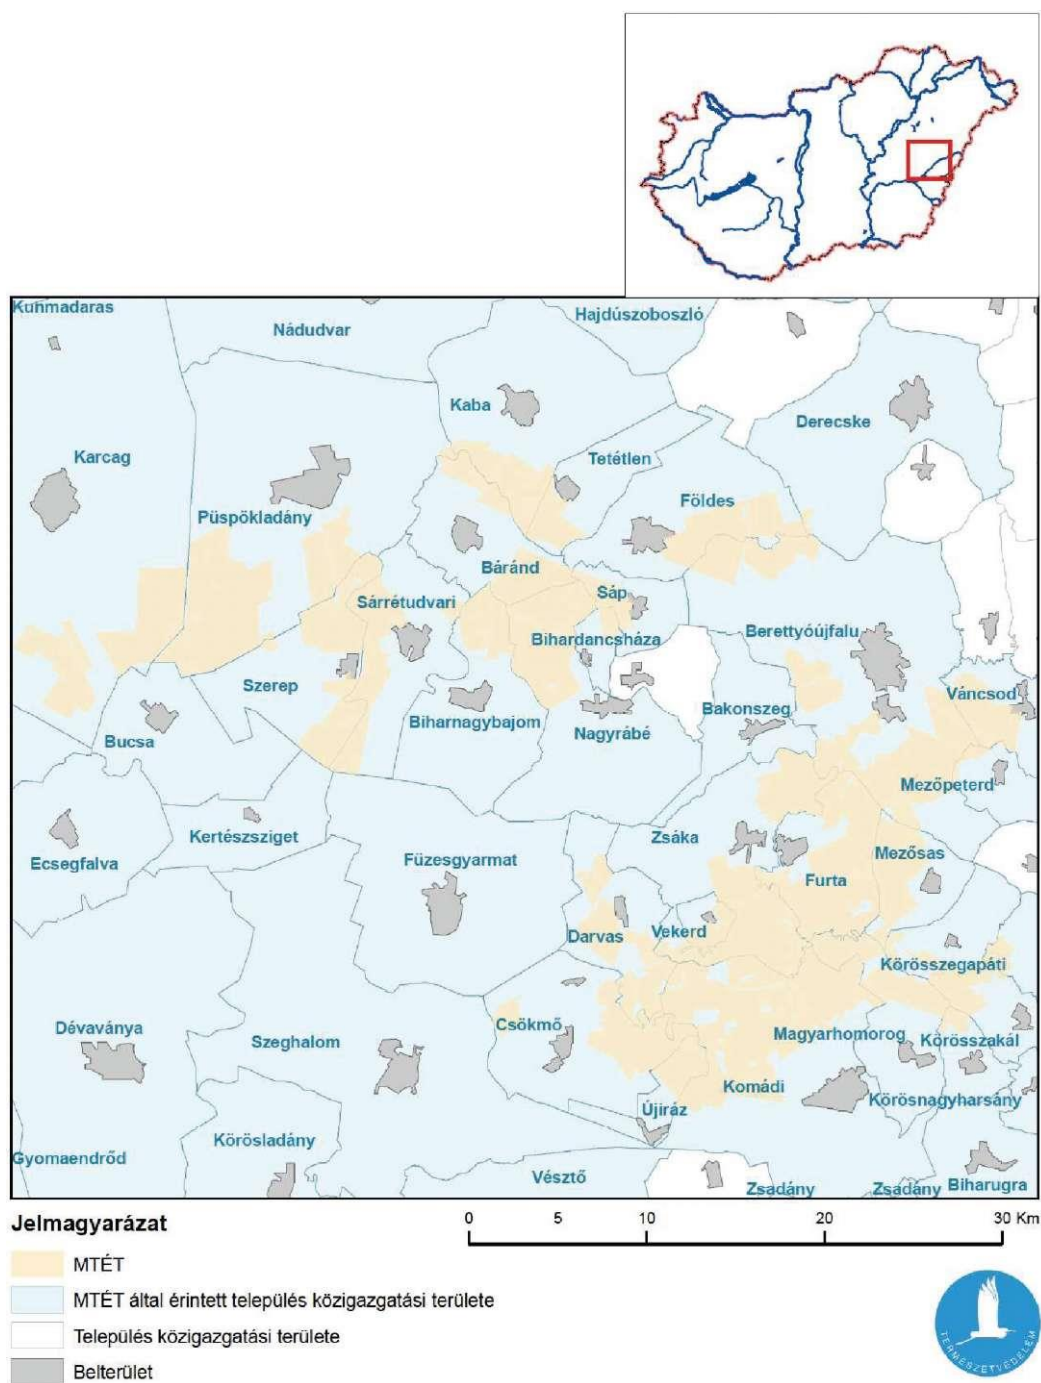 Kunmadaras
Nádudvar
Hajdúszoboszló
Kaba
Derecske
Karcag
Tetétlen
Püspökladány
Földes
Báránd
Sárrétudvari
Sáp
Bihardancsháza
Berettyóújfalu
Szerep
Váncsod
Biharnagybajom
Bakonszeg
Bucsa
Nagyrábé
Mezőpeterd
Kertészsziget
Zsáka
Ecsegfalva
Füzesgyarmat
Mezősas
Furta
Darvas
Vekerd
Körösszegapáti
Csökmő
Dévaványa
Szeghalom
Magyarhomorog
Körösszakál
Komádi
Körösnagyharsány
Újiráz
Körösladány
Gyomaendrőd
Vésztő
Zsadány
Zsadány
Biharugra
Jelmagyarázat
0 5 10 20 30 Km
MTÉT
MTÉT által érintett település közigazgatási területe
Település közigazgatási területe
Belterület
TERMÉSZETVÉDELEM